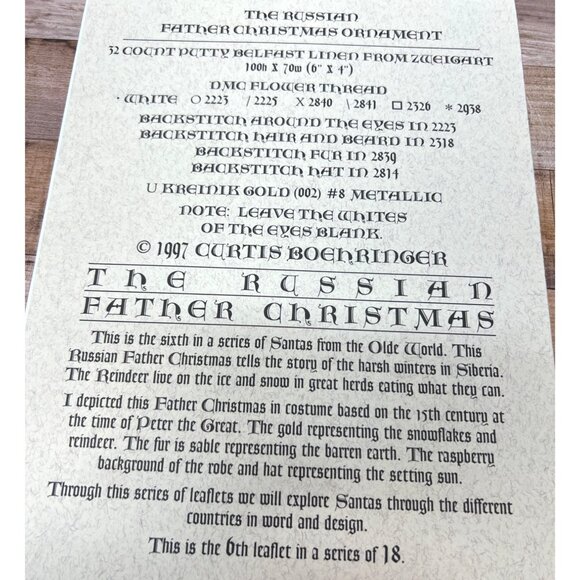 THE RUSSIAN
FATHER CHRISTMAS ORNAMENT
32 COUNT PUTTY BELFAST LINEN FROM ZWEIGART
100h X 70w (6" X 4")
DMC FLOWER THREAD
· WHITE ○ 2223 / 2225 X 2840 \ 2841 □ 2326 * 2938
BACKSTITCH AROUND THE EYES IN 2223
BACKSTITCH HAIR AND BEARD IN 2318
BACKSTITCH FUR IN 2839
BACKSTITCH HAT IN 2814
U KREINIK GOLD (002) #8 METALLIC
NOTE: LEAVE THE WHITES
OF THE EYES BLANK.
© 1997 CURTIS BOEHRINGER
THE RUSSIAN
FATHER CHRISTMAS
This is the sixth in a series of Santas from the Olde World. This
Russian Father Christmas tells the story of the harsh winters in Siberia.
The Reindeer live on the ice and snow in great herds eating what they can.
I depicted this Father Christmas in costume based on the 15th century at
the time of Peter the Great. The gold representing the snowflakes and
reindeer. The fur is sable representing the barren earth. The raspberry
background of the robe and hat representing the setting sun.
Through this series of leaflets we will explore Santas through the different
countries in word and design.
This is the 6th leaflet in a series of 18.